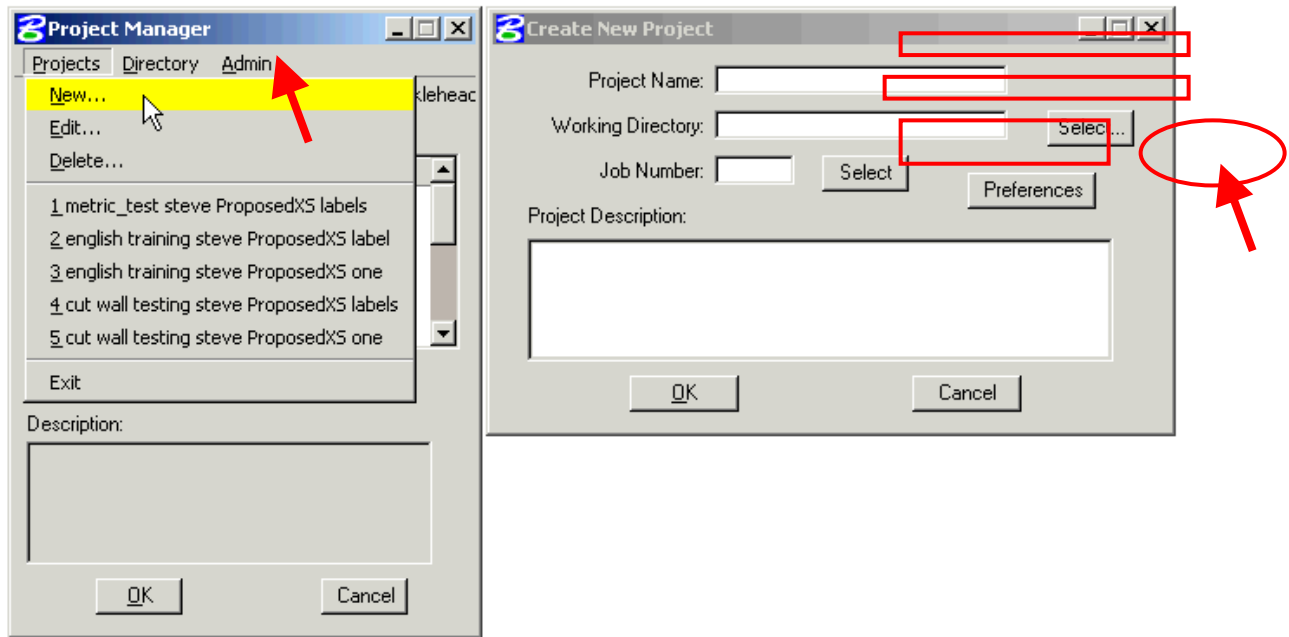 Project Manager
Projects Directory Admin
New...
Edit...
Delete...
1 metric_test steve ProposedXS labels
2 english training steve ProposedXS label
3 english training steve ProposedXS one
4 cut wall testing steve ProposedXS labels
5 cut wall testing steve ProposedXS one
Exit
Description:
OK Cancel
Create New Project
Project Name:
Working Directory: Select...
Job Number: Select
Preferences
Project Description:
OK Cancel